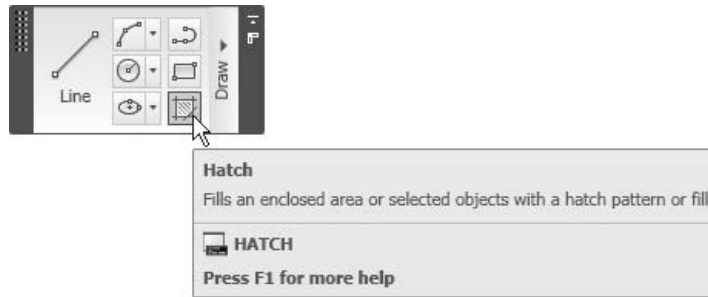 Line
Draw
Hatch
Fills an enclosed area or selected objects with a hatch pattern or fill
HATCH
Press F1 for more help